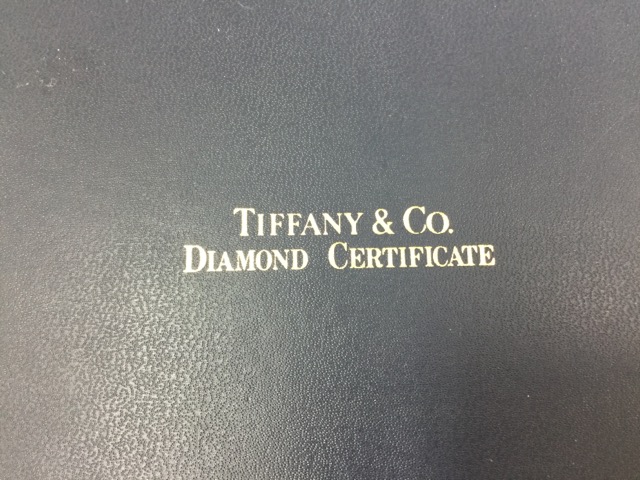 TIFFANY & CO.
DIAMOND CERTIFICATE